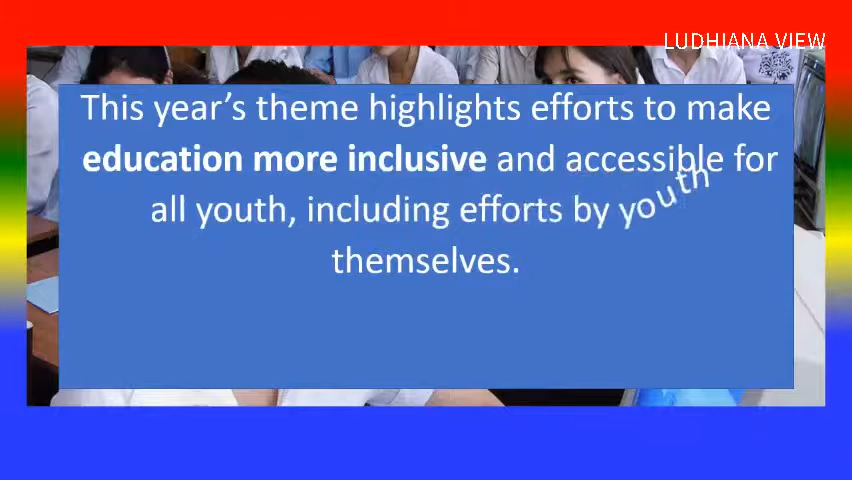 LUDHIANA VIEW
This year’s theme highlights efforts to make
education more inclusive and accessible for
all youth, including efforts by youth
themselves.